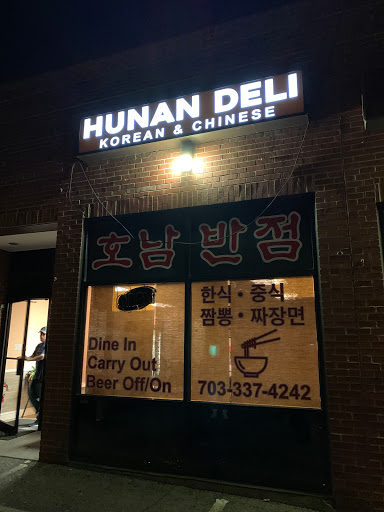 HUNAN DELI
KOREAN & CHINESE
호남 반점
한식·중식
짬뽕·짜장면
Dine In
Carry Out
Beer Off/On
703-337-4242